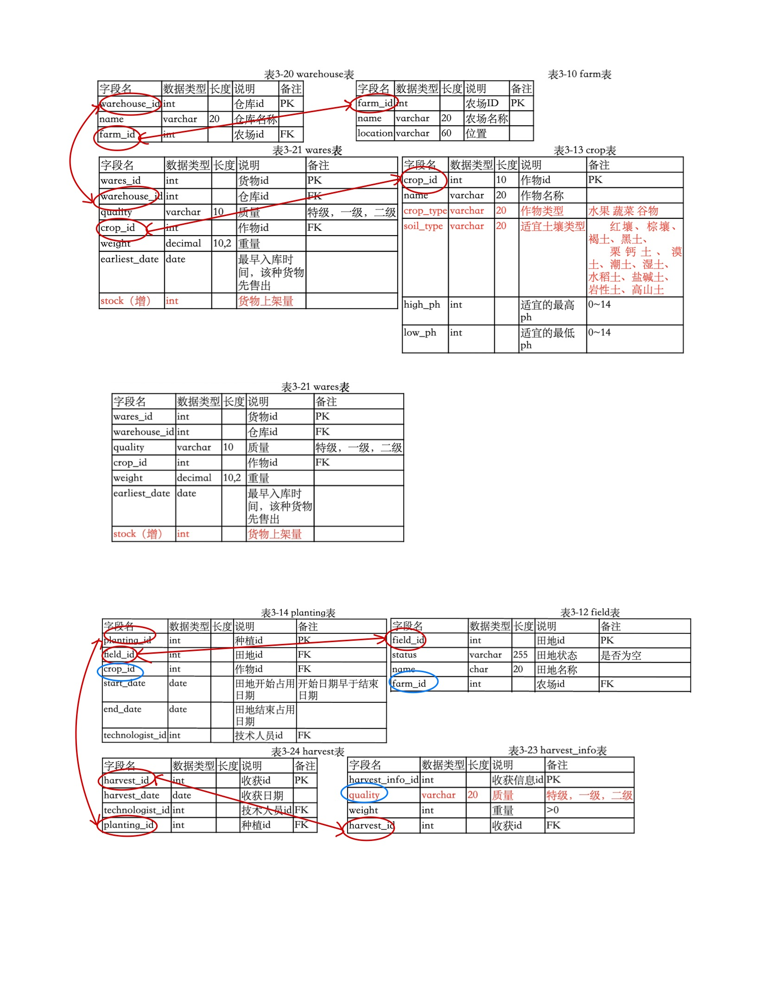 表3-20 warehouse表
字段名 数据类型 长度 说明 备注
warehouse_id int 仓库id PK
name varchar 20 仓库名称
farm_id int 农场id FK
表3-10 farm表
字段名 数据类型 长度 说明 备注
farm_id int 农场ID PK
name varchar 20 农场名称
location varchar 60 位置
表3-21 wares表
字段名 数据类型 长度 说明 备注
wares_id int 货物id PK
warehouse_id int 仓库id FK
quality varchar 10 质量 特级，一级，二级
crop_id int 作物id FK
weight decimal 10,2 重量
earliest_date date 最早入库时
间，该种货物
先售出
stock（增） int 货物上架量
表3-13 crop表
字段名 数据类型 长度 说明 备注
crop_id int 10 作物id PK
name varchar 20 作物名称
crop_type varchar 20 作物类型 水果 蔬菜 谷物
soil_type varchar 20 适宜土壤类型 红壤、棕壤、
褐土、黑土、
栗钙土、漠
土、潮土、湿土、
水稻土、盐碱土、
岩性土、高山土
high_ph int 适宜的最高 0~14
ph
low_ph int 适宜的最低 0~14
ph
表3-21 wares表
字段名 数据类型 长度 说明 备注
wares_id int 货物id PK
warehouse_id int 仓库id FK
quality varchar 10 质量 特级，一级，二级
crop_id int 作物id FK
weight decimal 10,2 重量
earliest_date date 最早入库时
间，该种货物
先售出
stock（增） int 货物上架量
表3-14 planting表
字段名 数据类型 长度 说明 备注
planting_id int 种植id PK
field_id int 田地id FK
crop_id int 作物id FK
start_date date 田地开始占用 开始日期早于结束
日期 日期
end_date date 田地结束占用
日期
technologist_id int 技术人员id FK
表3-12 field表
字段名 数据类型 长度 说明 备注
field_id int 田地id PK
status varchar 255 田地状态 是否为空
name char 20 田地名称
farm_id int 农场id FK
表3-24 harvest表
字段名 数据类型 长度 说明 备注
harvest_id int 收获id PK
harvest_date date 收获日期
technologist_id int 技术人员id FK
planting_id int 种植id FK
表3-23 harvest_info表
字段名 数据类型 长度 说明 备注
harvest_info_id int 收获信息id PK
quality varchar 20 质量 特级，一级，二级
weight int 重量 >0
harvest_id int 收获id FK